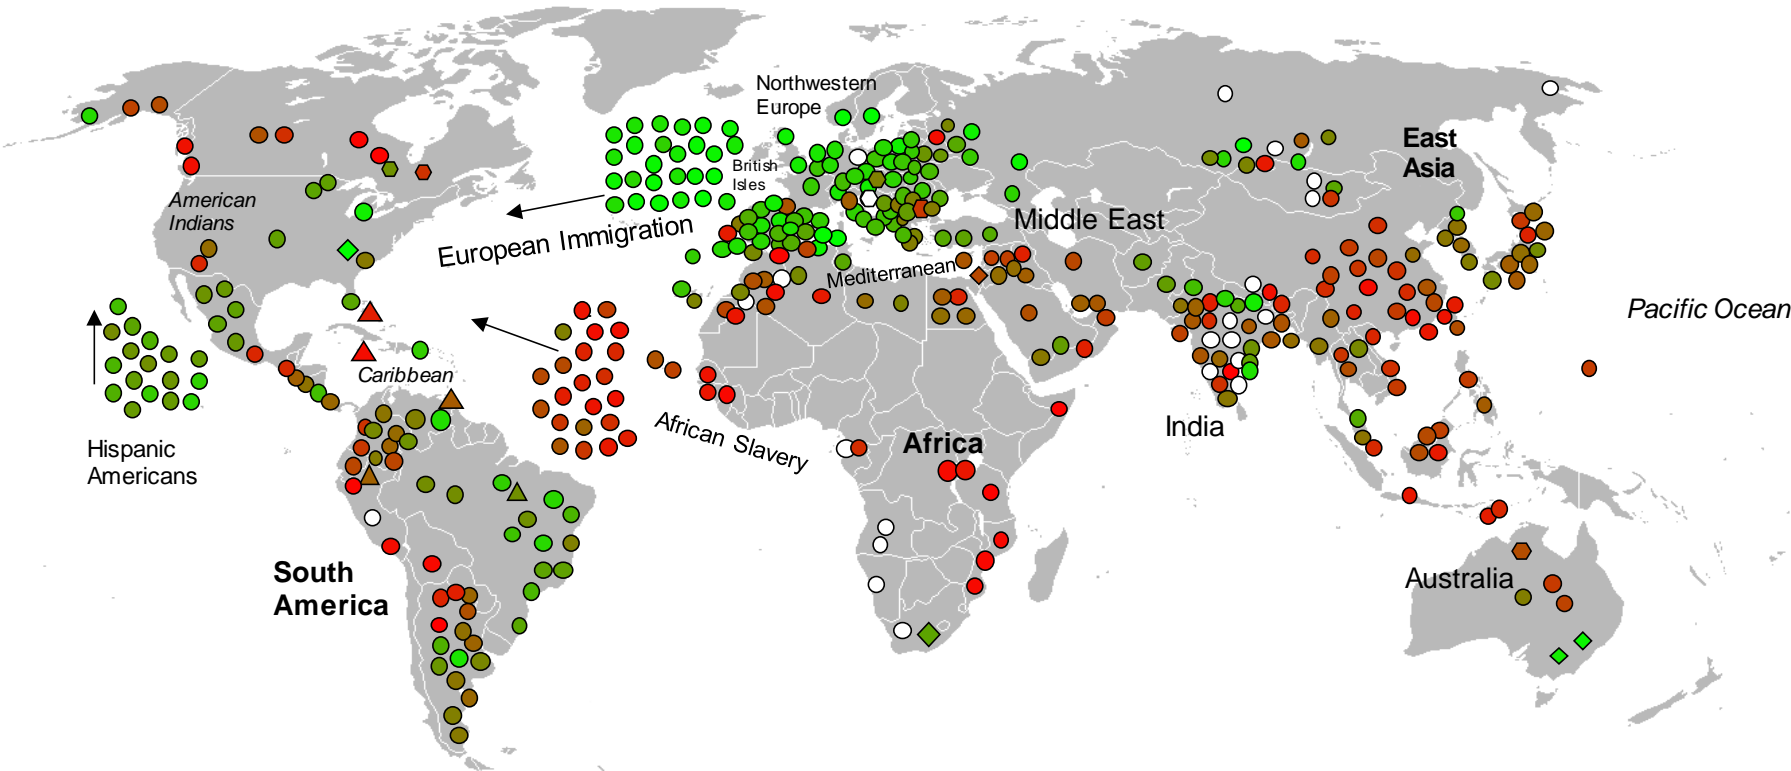 Northwestern
Europe
British
Isles
East
Asia
American
Indians
European Immigration
Middle East
Mediterranean
Pacific Ocean
Caribbean
African Slavery
Africa
India
Hispanic
Americans
South
America
Australia